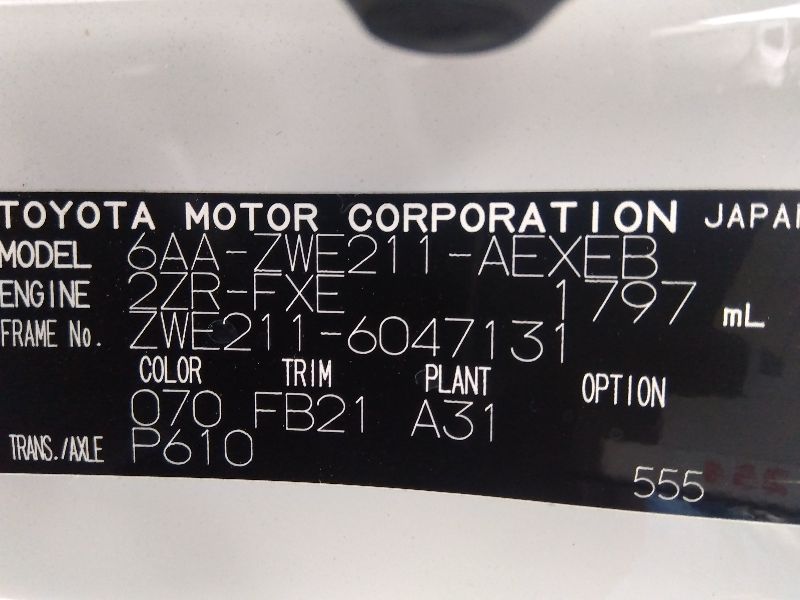 TOYOTA MOTOR CORPORATION JAPAN
MODEL 6AA-ZWE211-AEXEB
ENGINE 2ZR-FXE 1797 mL
FRAME No. ZWE211-6047131
COLOR TRIM PLANT OPTION
070 FB21 A31
TRANS./AXLE P610
555